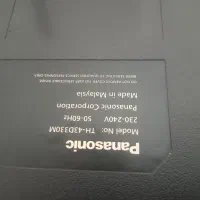 Panasonic
Model No: TH-43D330M
230-240V 50-60Hz
Panasonic Corporation
Made in Malaysia